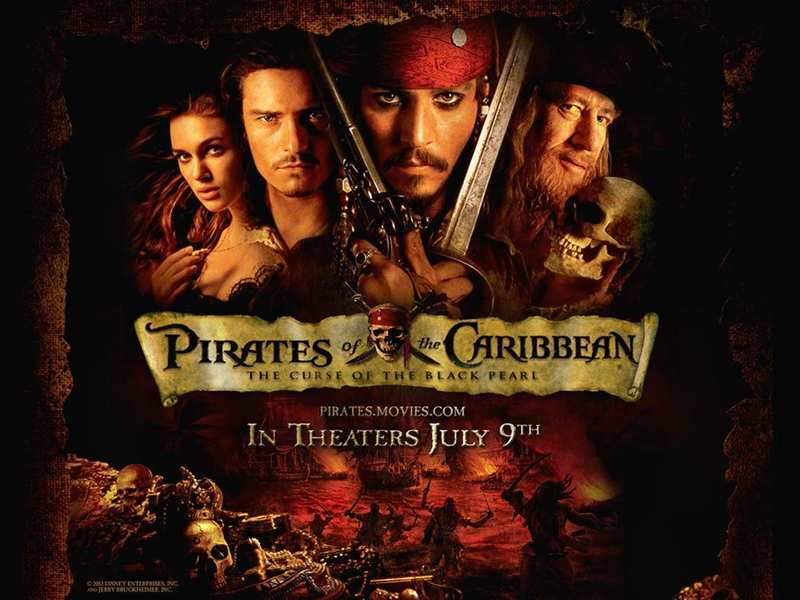 PIRATES of the CARIBBEAN
THE CURSE OF THE BLACK PEARL
PIRATES.MOVIES.COM
IN THEATERS JULY 9TH
© 2003 DISNEY ENTERPRISES, INC.
AND JERRY BRUCKHEIMER, INC.